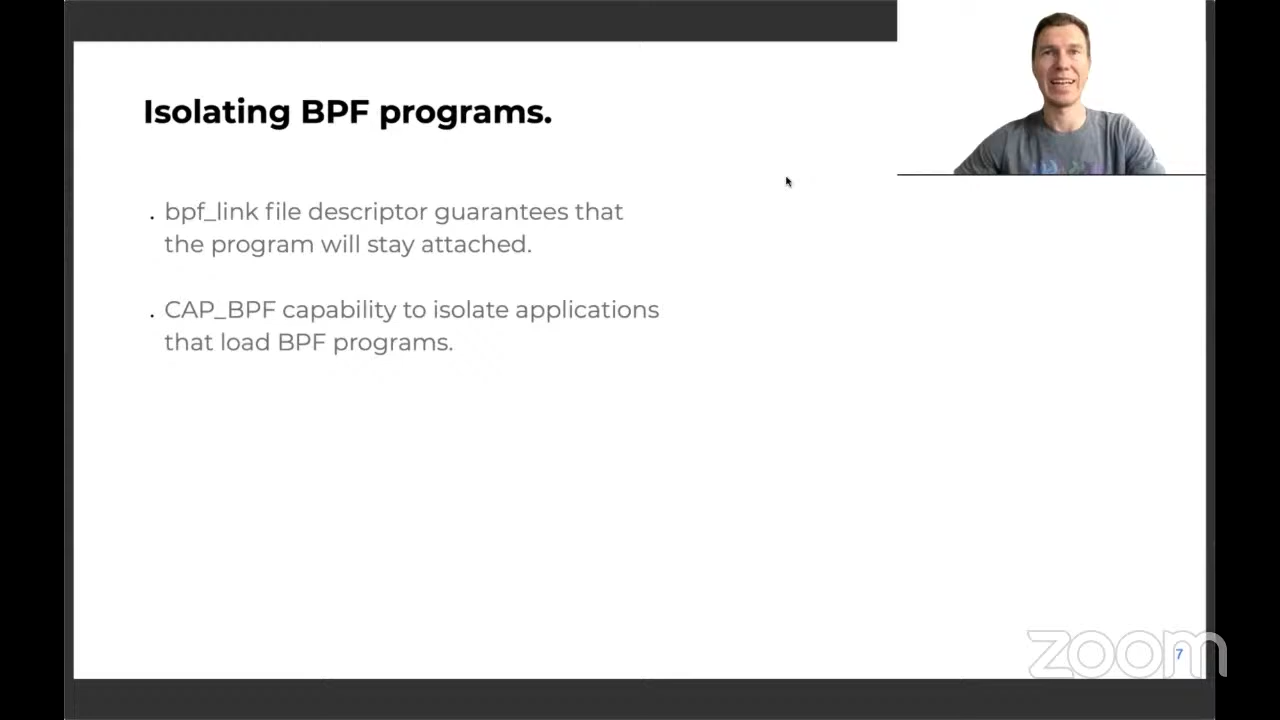 Isolating BPF programs.
. bpf_link file descriptor guarantees that
the program will stay attached.
. CAP_BPF capability to isolate applications
that load BPF programs.
zoom
7